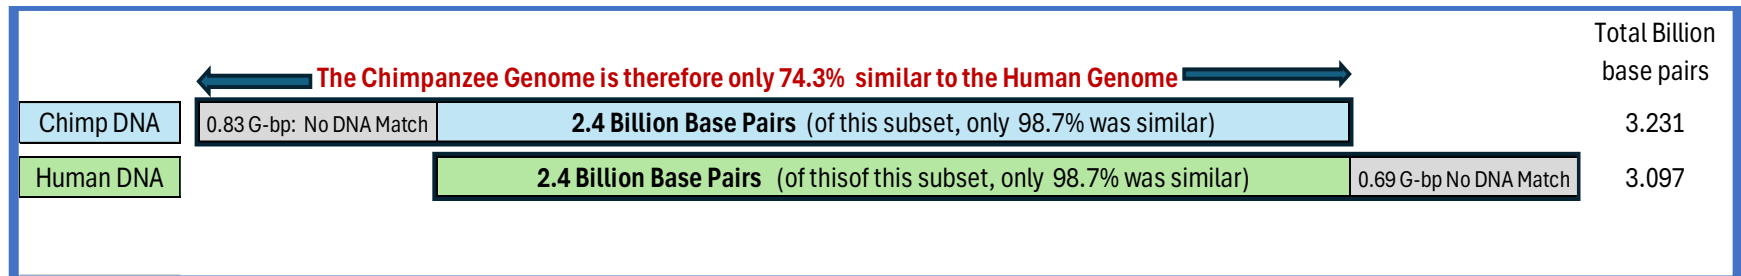 Total Billion
base pairs
The Chimpanzee Genome is therefore only 74.3% similar to the Human Genome
Chimp DNA
0.83 G-bp: No DNA Match
2.4 Billion Base Pairs (of this subset, only 98.7% was similar)
3.231
Human DNA
2.4 Billion Base Pairs (of thisof this subset, only 98.7% was similar)
0.69 G-bp No DNA Match
3.097